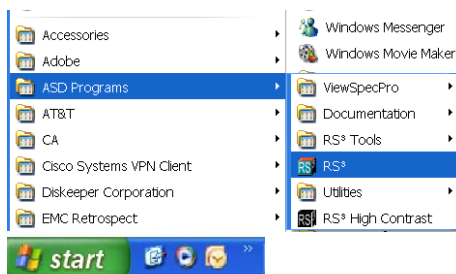 Accessories
Adobe
ASD Programs
AT&T
CA
Cisco Systems VPN Client
Diskeeper Corporation
EMC Retrospect
Windows Messenger
Windows Movie Maker
ViewSpecPro
Documentation
RS³ Tools
RS³
Utilities
RS³ High Contrast
start